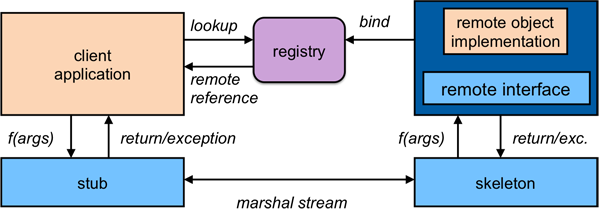 lookup
bind
remote object
implementation
client
application
registry
remote
reference
remote interface
f(args)
return/exception
f(args)
return/exc.
stub
marshal stream
skeleton